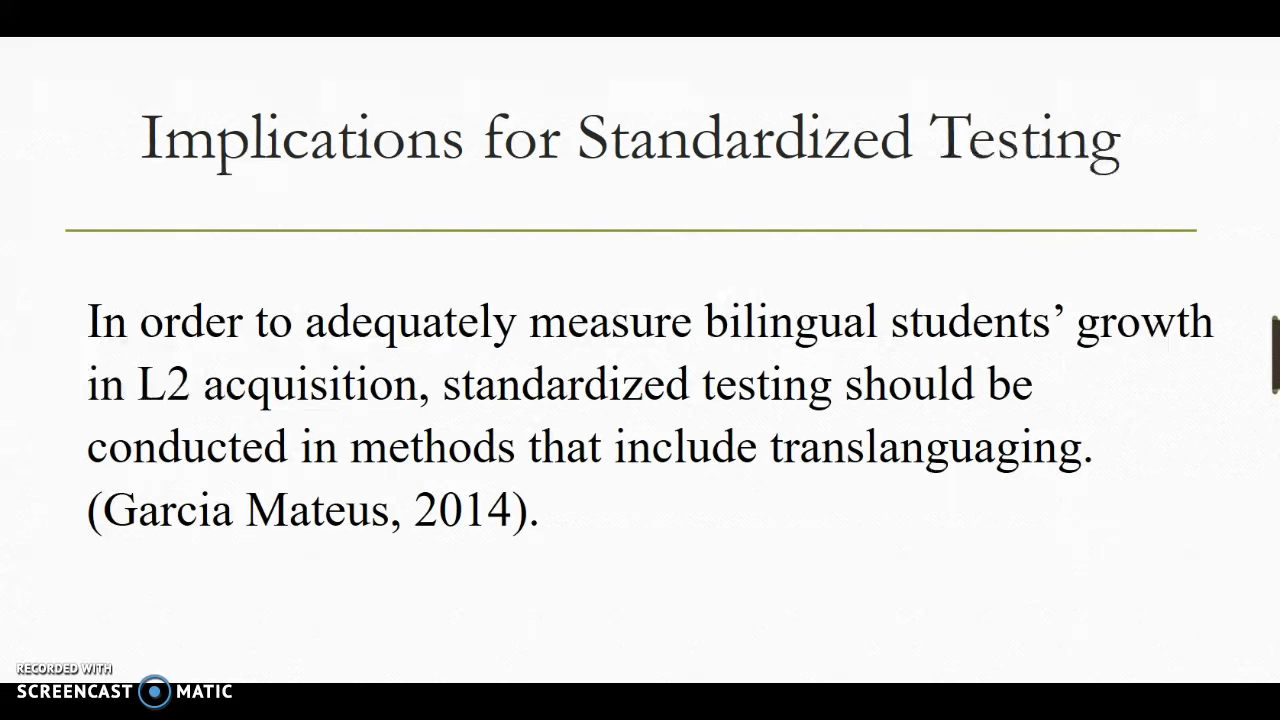 Implications for Standardized Testing
In order to adequately measure bilingual students’ growth
in L2 acquisition, standardized testing should be
conducted in methods that include translanguaging.
(Garcia Mateus, 2014).
RECORDED WITH
SCREENCAST MATIC